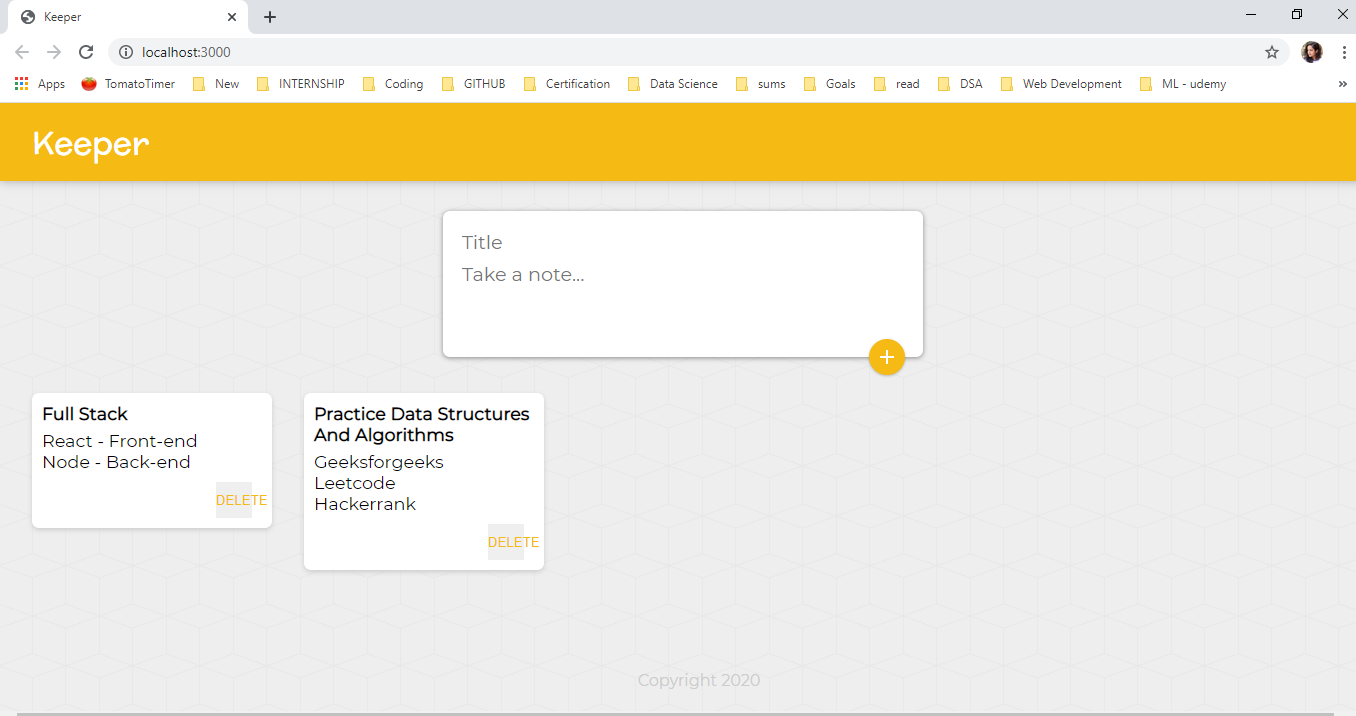 Keeper
localhost:3000
Apps TomatoTimer New INTERNSHIP Coding GITHUB Certification Data Science sums Goals read DSA Web Development ML - udemy »
Keeper
Title
Take a note...
Full Stack
React - Front-end
Node - Back-end
DELETE
Practice Data Structures
And Algorithms
Geeksforgeeks
Leetcode
Hackerrank
DELETE
Copyright 2020